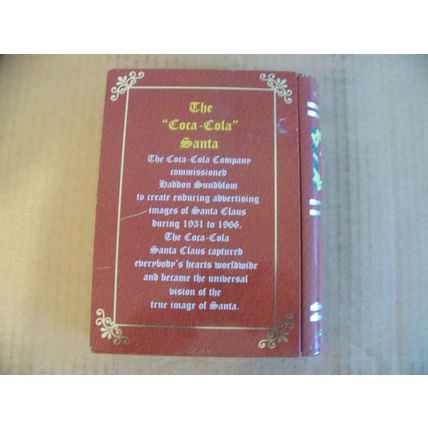 The
"Coca-Cola"
Santa
The Coca-Cola Company
commissioned
Haddon Sundblom
to create enduring advertising
images of Santa Claus
during 1931 to 1966.
The Coca-Cola
Santa Claus captured
everybody's hearts worldwide
and became the universal
vision of the
true image of Santa.